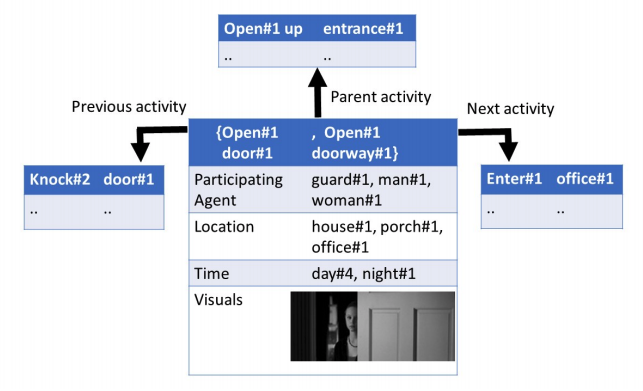 Open#1 up entrance#1
.. ..
Previous activity
Parent activity
Next activity
{Open#1 , Open#1
door#1 doorway#1}
Knock#2 door#1
.. ..
Enter#1 office#1
.. ..
Participating guard#1, man#1,
Agent woman#1
Location house#1, porch#1,
office#1
Time day#4, night#1
Visuals